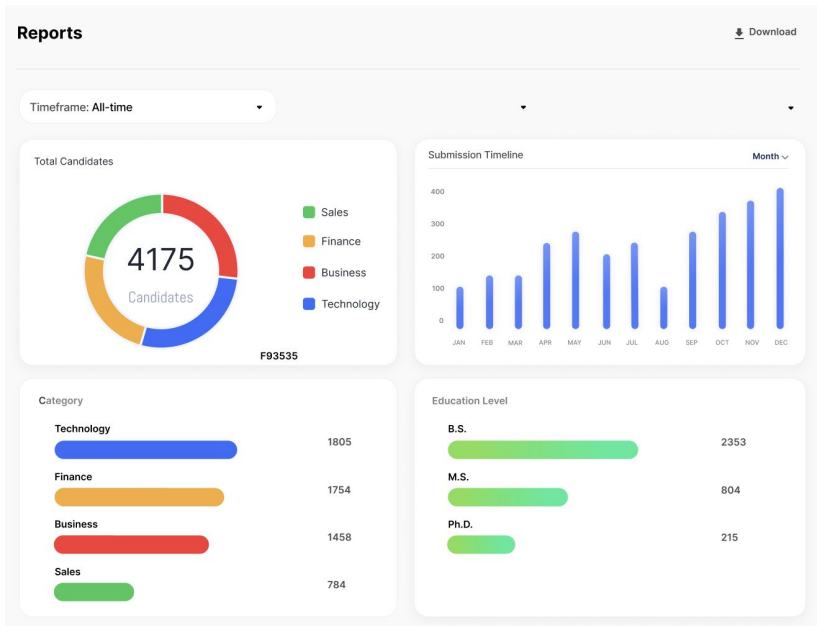 Reports
Download
Timeframe: All-time
Total Candidates
4175
Candidates
Sales
Finance
Business
Technology
F93535
Submission Timeline
Month
400
300
200
100
0
JAN FEB MAR APR MAY JUN JUL AUG SEP OCT NOV DEC
Category
Technology
1805
Finance
1754
Business
1458
Sales
784
Education Level
B.S.
2353
M.S.
804
Ph.D.
215